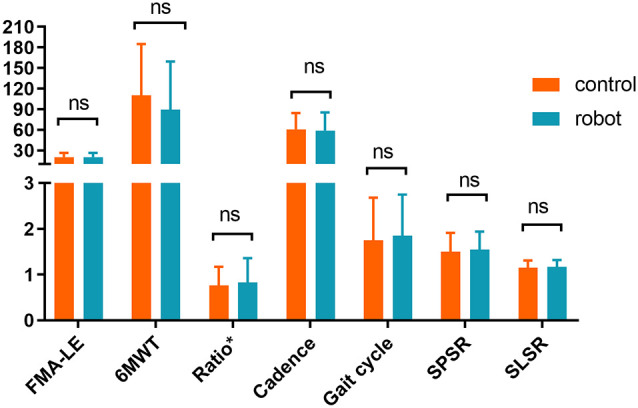 210
180
150
120
90
60
30
3
2
1
0
ns
ns
ns
ns
ns
ns
ns
control
robot
FMA-LE
6MWT
Ratio*
Cadence
Gait cycle
SPSR
SLSR